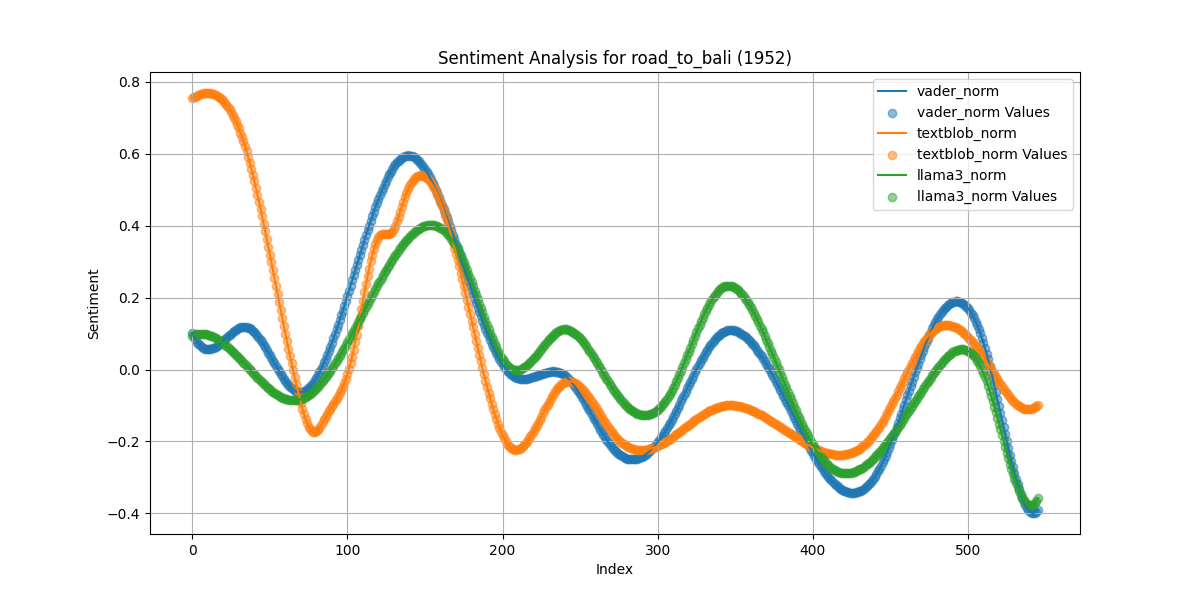 Sentiment Analysis for road_to_bali (1952)
vader_norm
vader_norm Values
textblob_norm
textblob_norm Values
llama3_norm
llama3_norm Values
Sentiment
0.8
0.6
0.4
0.2
0.0
−0.2
−0.4
0 100 200 300 400 500
Index